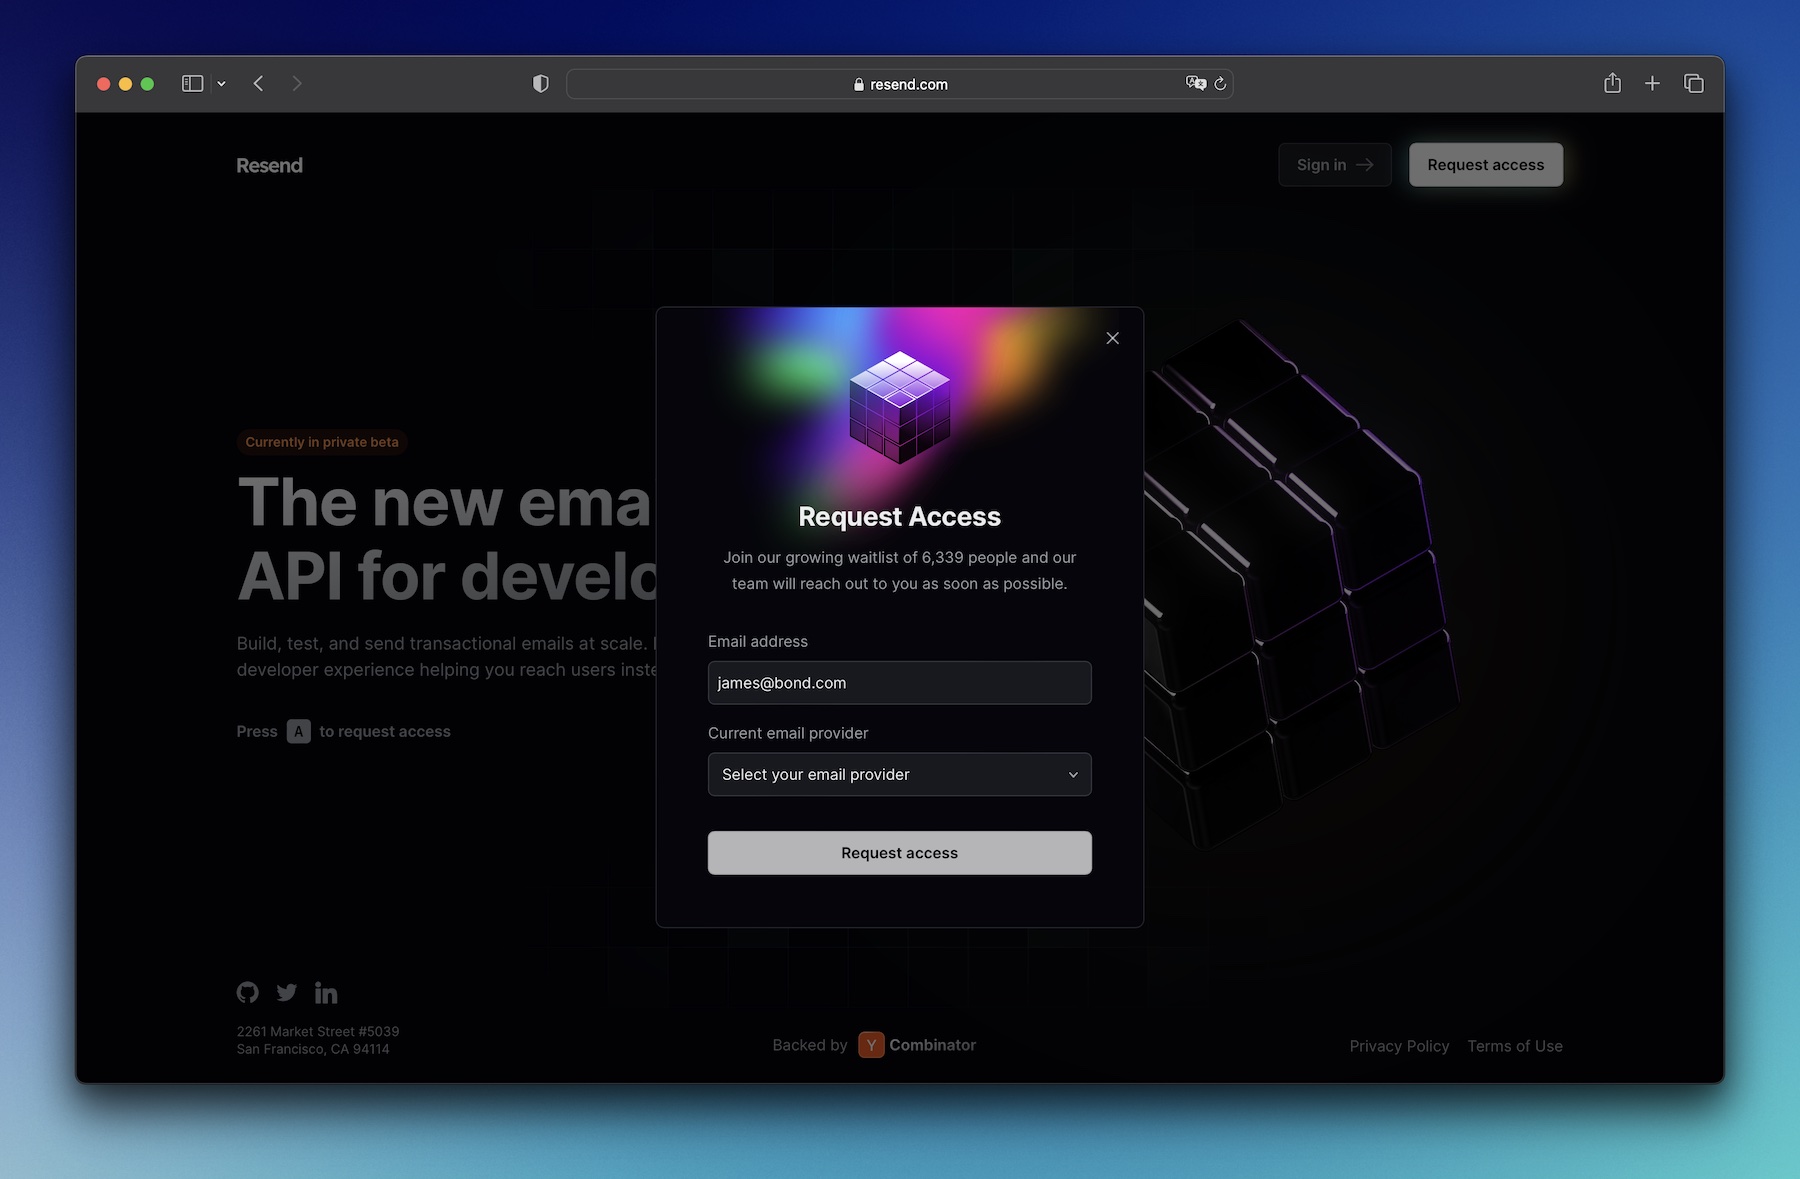 resend.com
Resend
Sign in
Request access
Currently in private beta
The new ema
API for develo
Build, test, and send transactional emails at scale.
developer experience helping you reach users inste
Press A to request access
Request Access
Join our growing waitlist of 6,339 people and our
team will reach out to you as soon as possible.
Email address
james@bond.com
Current email provider
Select your email provider
Request access
2261 Market Street #5039
San Francisco, CA 94114
Backed by Y Combinator
Privacy Policy
Terms of Use